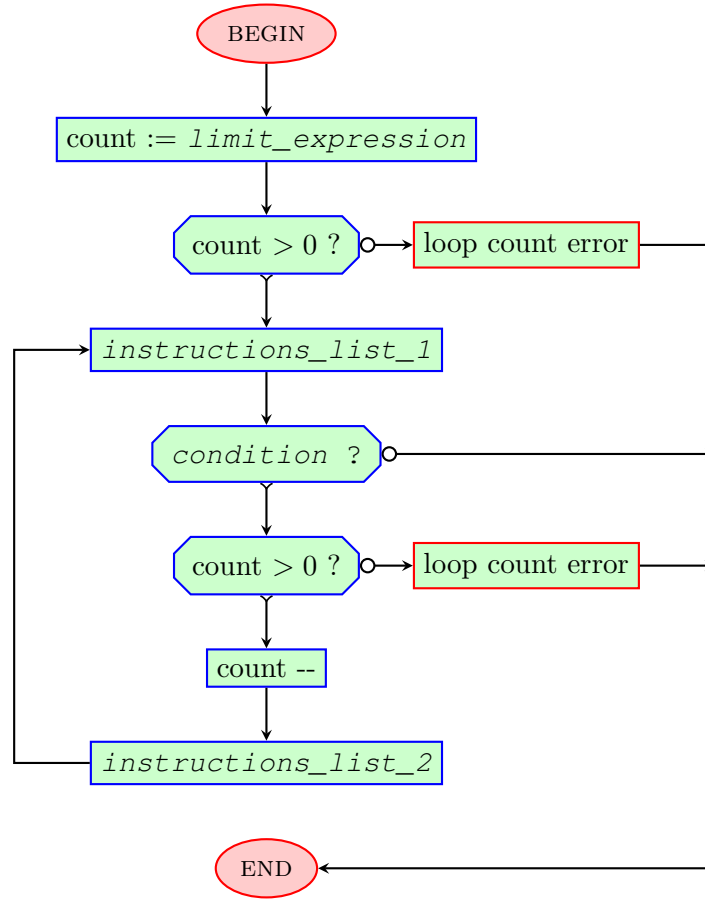 BEGIN
count := limit_expression
count > 0 ?
loop count error
instructions_list_1
condition ?
count > 0 ?
loop count error
count --
instructions_list_2
END